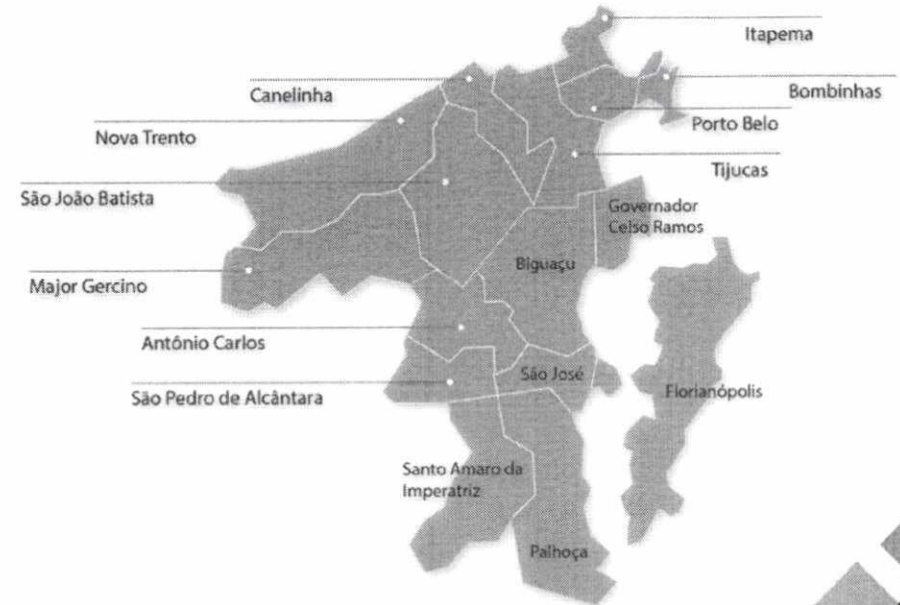 Itapema
Canelinha
Bombinhas
Nova Trento
Porto Belo
Tijucas
São João Batista
Governador
Celso Ramos
Biguaçu
Major Gercino
Antônio Carlos
São José
São Pedro de Alcântara
Florianópolis
Santo Amaro da
Imperatriz
Palhoça